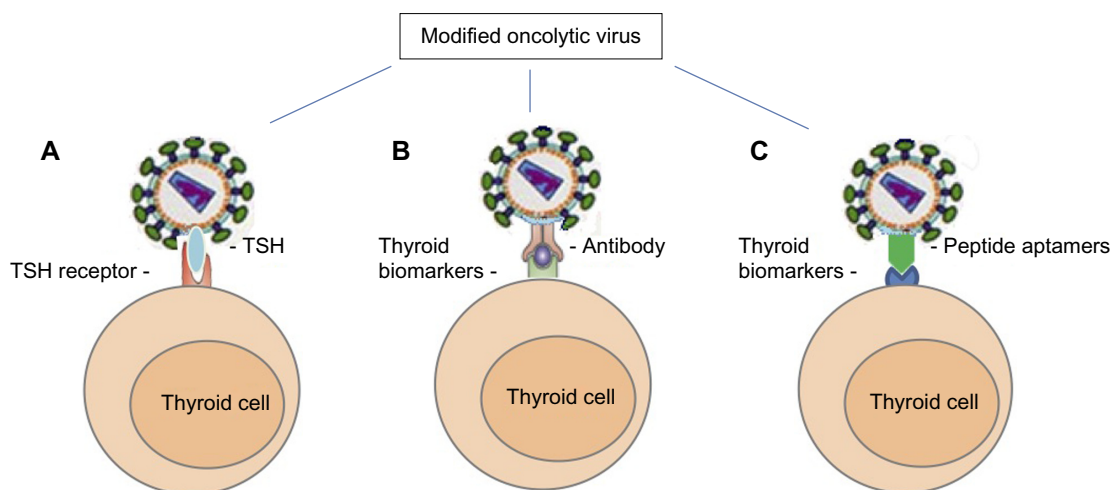 Modified oncolytic virus
A
B
C
- TSH
TSH receptor -
Thyroid
biomarkers -
- Antibody
Thyroid
biomarkers -
- Peptide aptamers
Thyroid cell
Thyroid cell
Thyroid cell